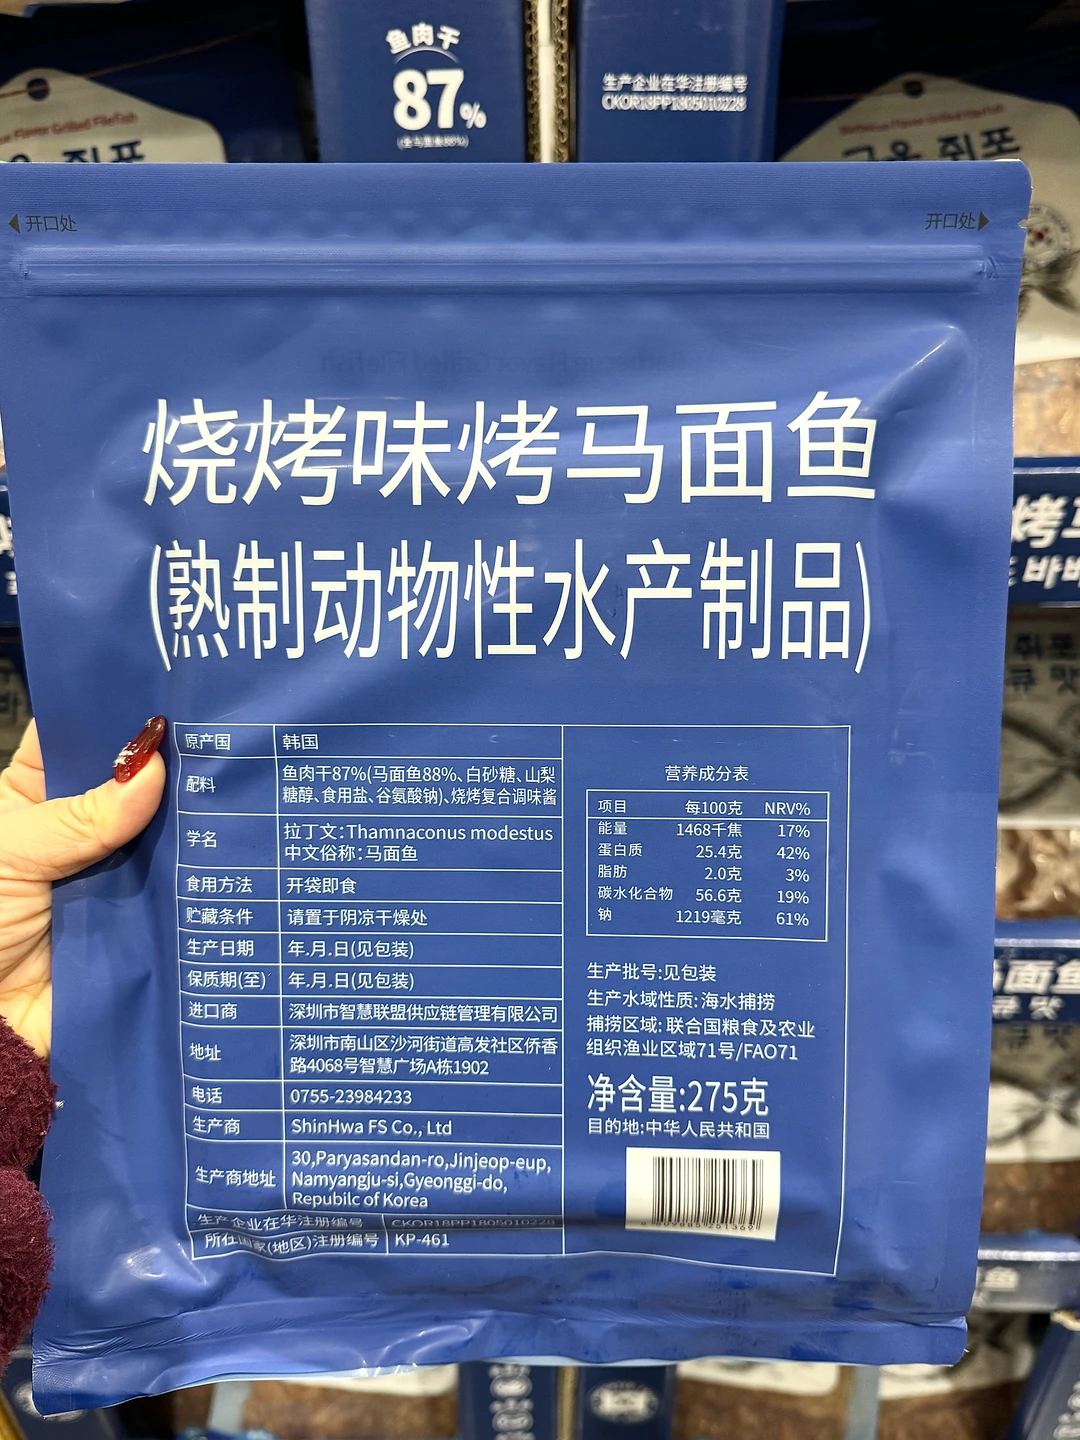 鱼肉干
87%
生产企业在华注册编号
CKOR18PP1805010228
구운 쥐포
开口处
开口处
烧烤味烤马面鱼
(熟制动物性水产制品)
原产国 韩国
配料 鱼肉干87%(马面鱼88%、白砂糖、山梨
糖醇、食用盐、谷氨酸钠)、烧烤复合调味酱
学名 拉丁文:Thamnaconus modestus
中文俗称:马面鱼
食用方法 开袋即食
贮藏条件 请置于阴凉干燥处
生产日期 年.月.日(见包装)
保质期(至) 年.月.日(见包装)
进口商 深圳市智慧联盟供应链管理有限公司
地址 深圳市南山区沙河街道高发社区侨香
路4068号智慧广场A栋1902
电话 0755-23984233
生产商 ShinHwa FS Co., Ltd
生产商地址 30,Paryasandan-ro,Jinjeop-eup,
Namyangju-si,Gyeonggi-do,
Repubilc of Korea
生产企业在华注册编号 CKOR18PP1805010228
所在国家(地区)注册编号 KP-461
营养成分表
项目 每100克 NRV%
能量 1468千焦 17%
蛋白质 25.4克 42%
脂肪 2.0克 3%
碳水化合物 56.6克 19%
钠 1219毫克 61%
生产批号:见包装
生产水域性质:海水捕捞
捕捞区域:联合国粮食及农业
组织渔业区域71号/FAO71
净含量:275克
目的地:中华人民共和国